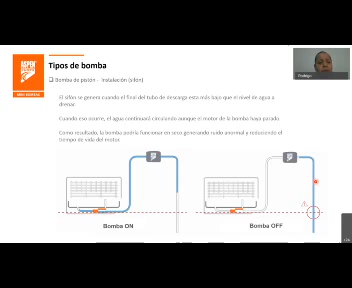 ASPEN
Tipos de bomba
❑ Bomba de pistón - Instalación (sifón)
Rodrigo
El sifón se genera cuando el final del tubo de descarga esta más bajo que el nivel de agua a
drenar.
Cuando eso ocurre, el agua continuará circulando aunque el motor de la bomba haya parado.
Como resultado, la bomba podría funcionar en seco generando ruido anormal y reduciendo el
tiempo de vida del motor.
Bomba ON
Bomba OFF